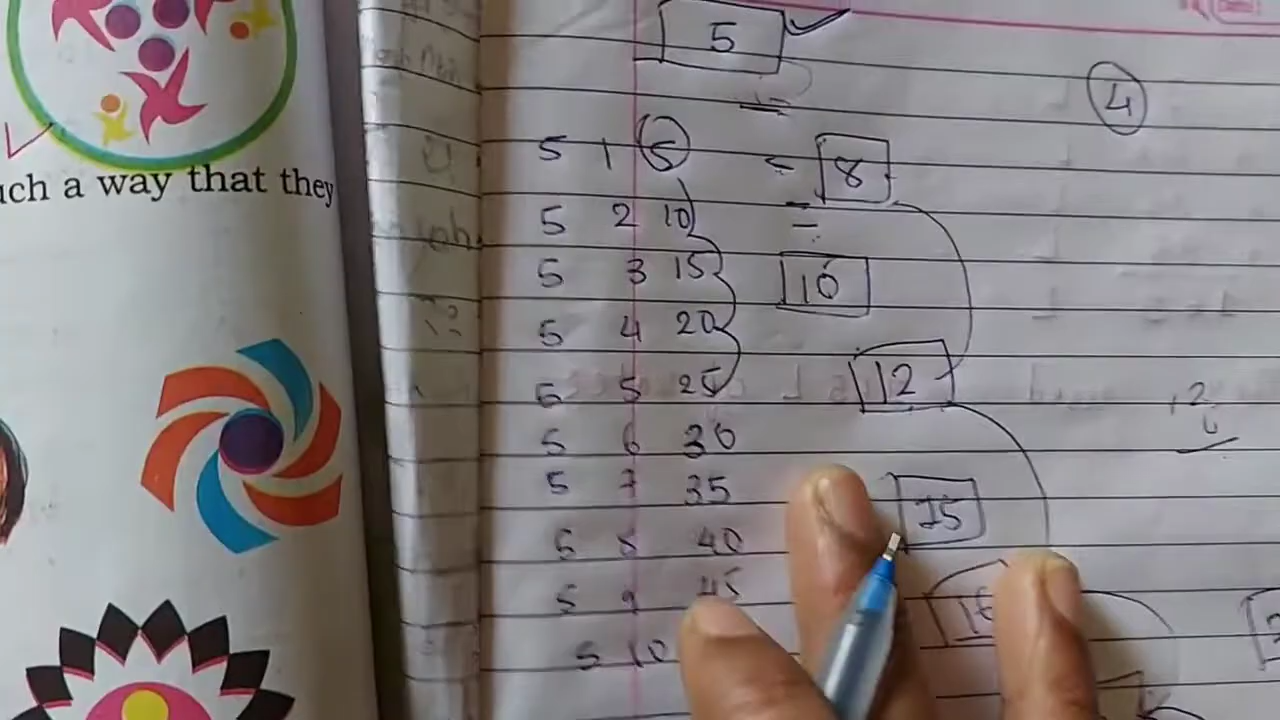 5
4
uch a way that they
5 1 5 = 8
5 2 10 =
5 3 15 10
5 4 20
5 5 25 12
5 6 30
5 7 35
5 8 40 15
5 9 45 16
5 10